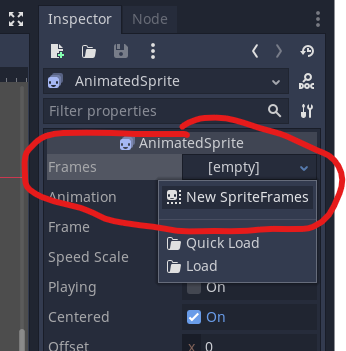 Inspector Node
DOC
AnimatedSprite
Filter properties
AnimatedSprite
Frames [empty]
New SpriteFrames
Animation
Quick Load
Frame
Load
Speed Scale
Playing On
Centered On
Offset x 0